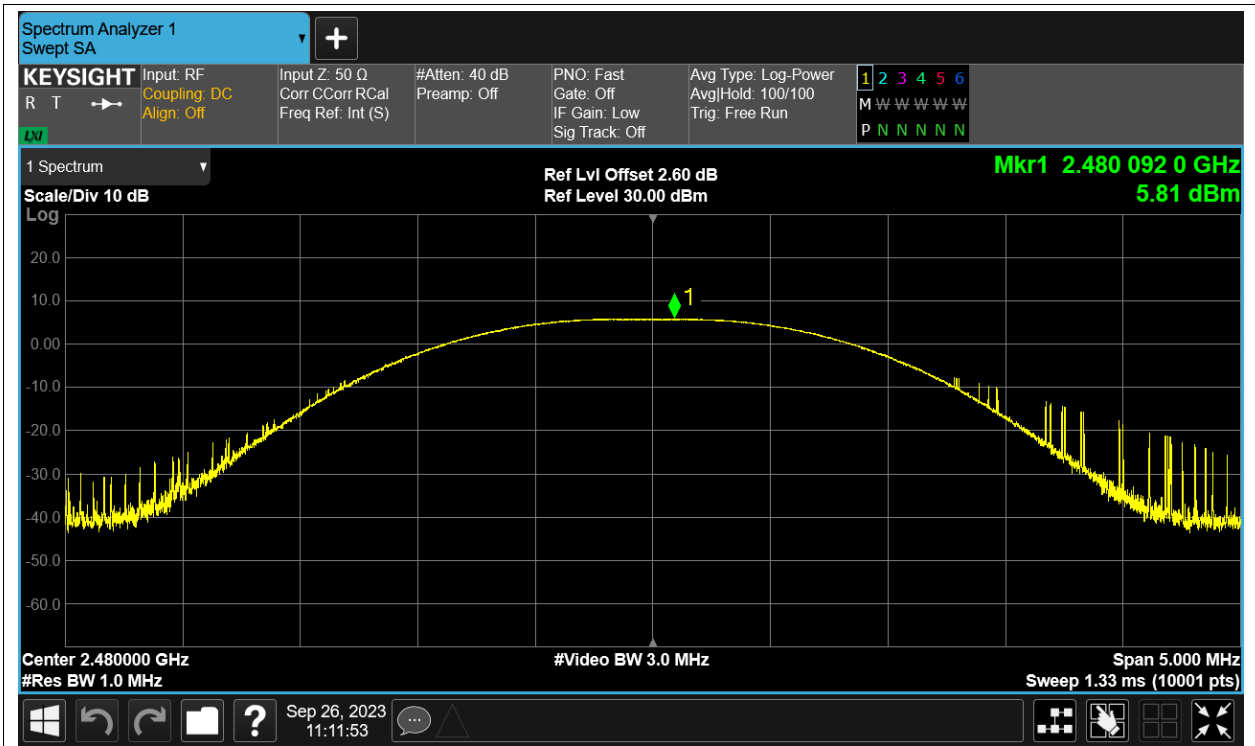 Spectrum Analyzer 1
Swept SA
KEYSIGHT
R T
LXI
Input: RF
Coupling: DC
Align: Off
Input Z: 50 Ω
Corr CCorr RCal
Freq Ref: Int (S)
#Atten: 40 dB
Preamp: Off
PNO: Fast
Gate: Off
IF Gain: Low
Sig Track: Off
Avg Type: Log-Power
Avg|Hold: 100/100
Trig: Free Run
1 2 3 4 5 6
M W W W W W
P N N N N N
1 Spectrum
Scale/Div 10 dB
Log
Ref Lvl Offset 2.60 dB
Ref Level 30.00 dBm
Mkr1 2.480 092 0 GHz
5.81 dBm
20.0
10.0
0.00
-10.0
-20.0
-30.0
-40.0
-50.0
-60.0
1
Center 2.480000 GHz
#Res BW 1.0 MHz
#Video BW 3.0 MHz
Span 5.000 MHz
Sweep 1.33 ms (10001 pts)
?
Sep 26, 2023
11:11:53